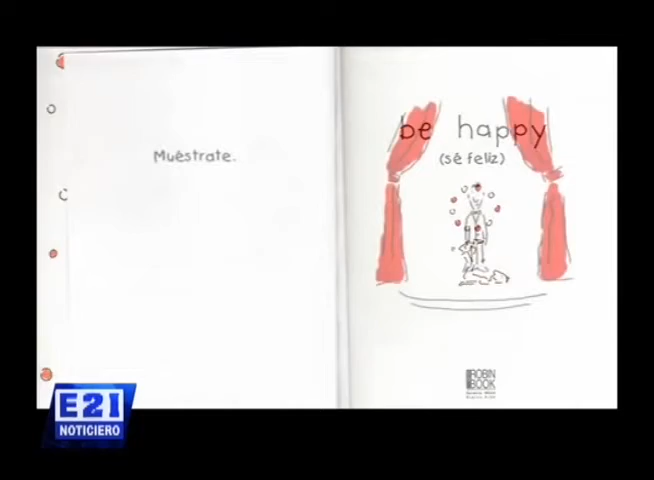 Muéstrate.
be happy
(sé feliz)
ROBIN
BOOK
E21
NOTICIERO